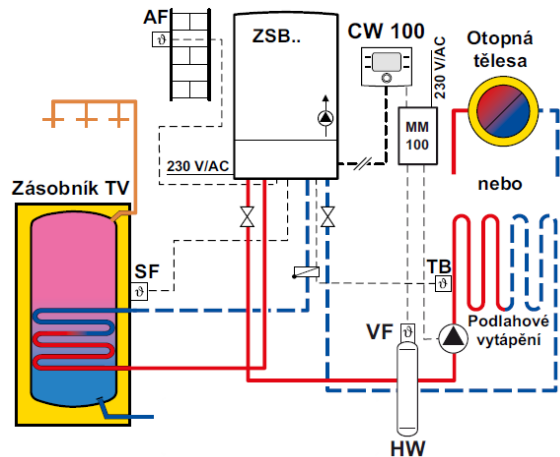 AF
ϑ
ZSB..
CW 100
230 V/AC
Otopná
tělesa
MM
100
230 V/AC
nebo
Zásobník TV
SF
ϑ
TB
ϑ
Podlahové
vytápění
VF
ϑ
HW